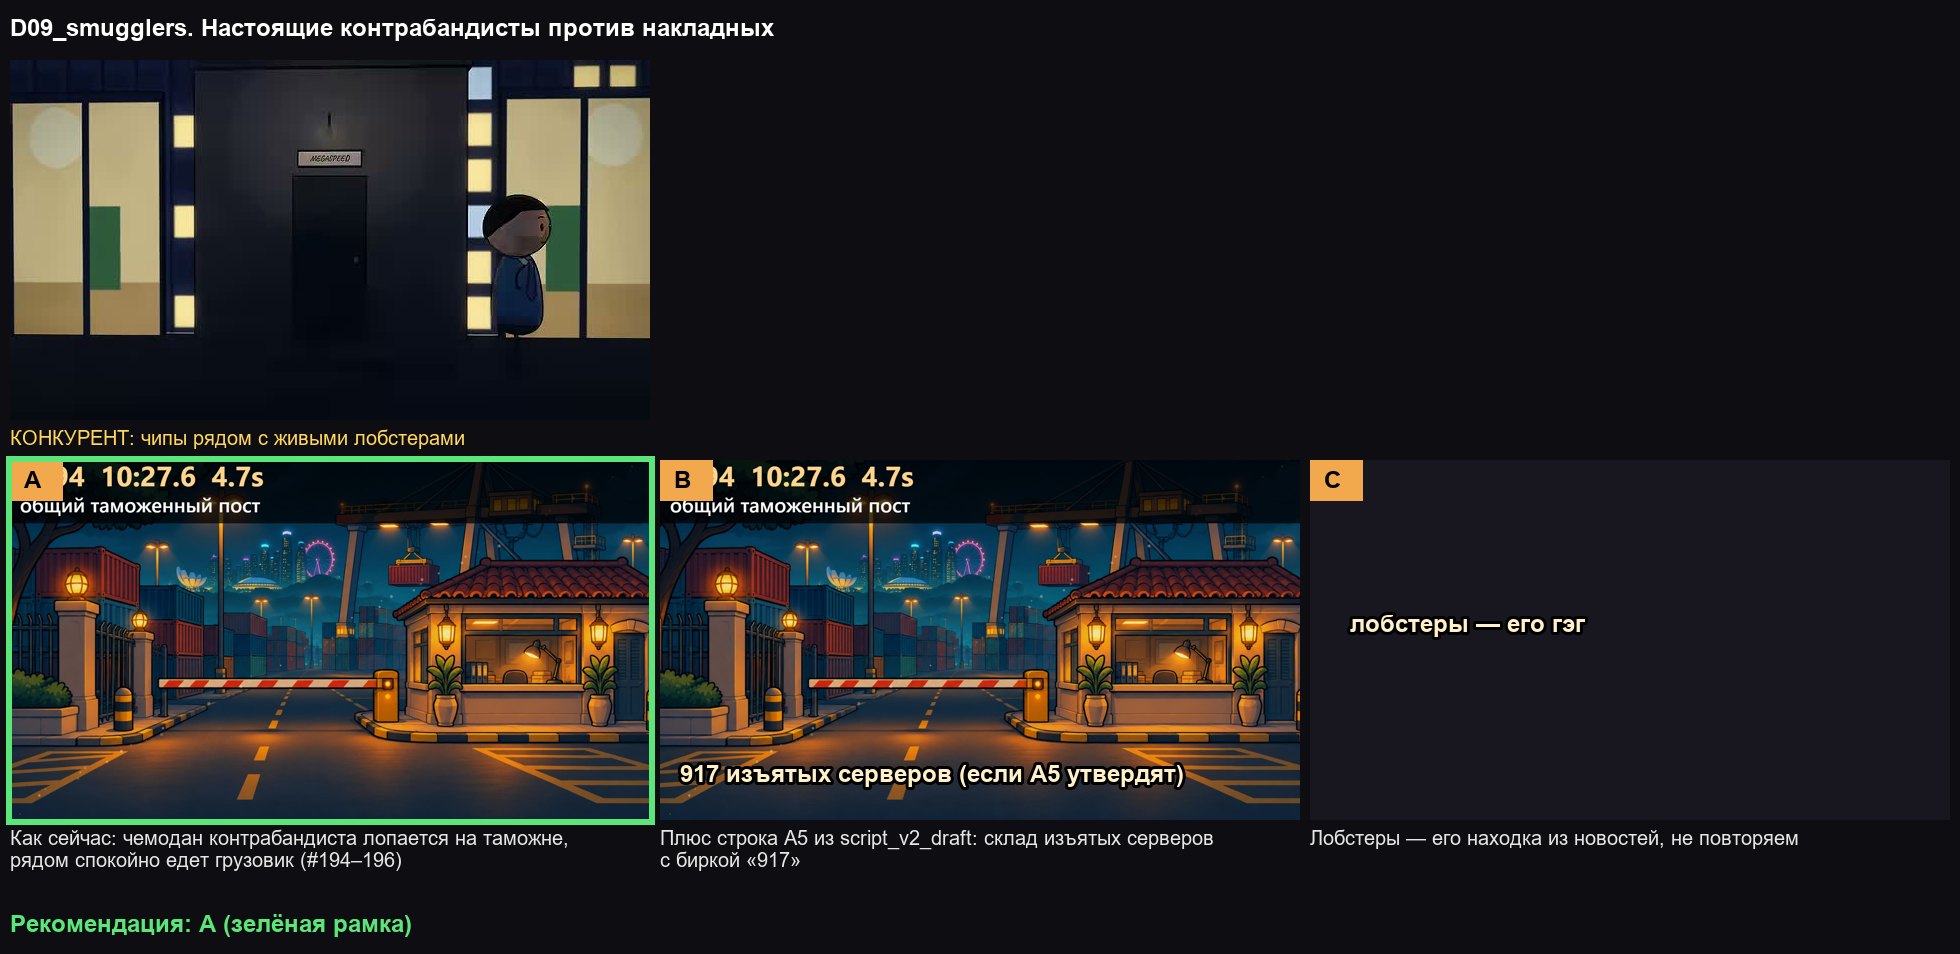 D09_smugglers. Настоящие контрабандисты против накладных
MEGASPEED
КОНКУРЕНТ: чипы рядом с живыми лобстерами
A
94 10:27.6 4.7s
общий таможенный пост
B
94 10:27.6 4.7s
общий таможенный пост
917 изъятых серверов (если А5 утвердят)
C
лобстеры — его гэг
Как сейчас: чемодан контрабандиста лопается на таможне,
рядом спокойно едет грузовик (#194–196)
Плюс строка А5 из script_v2_draft: склад изъятых серверов
с биркой «917»
Лобстеры — его находка из новостей, не повторяем
Рекомендация: A (зелёная рамка)